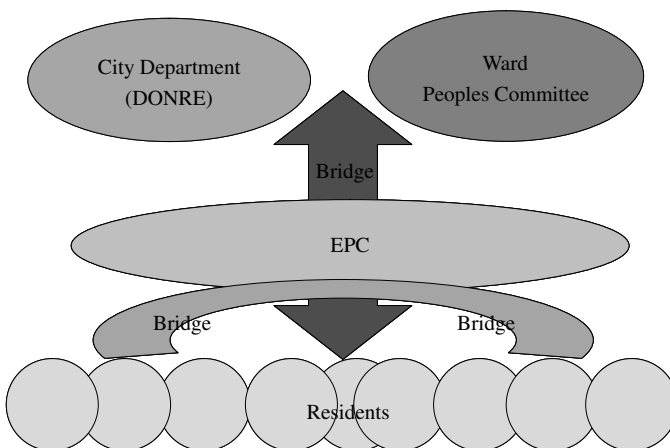 City Department
(DONRE)
Ward
Peoples Committee
Bridge
EPC
Bridge
Bridge
Residents